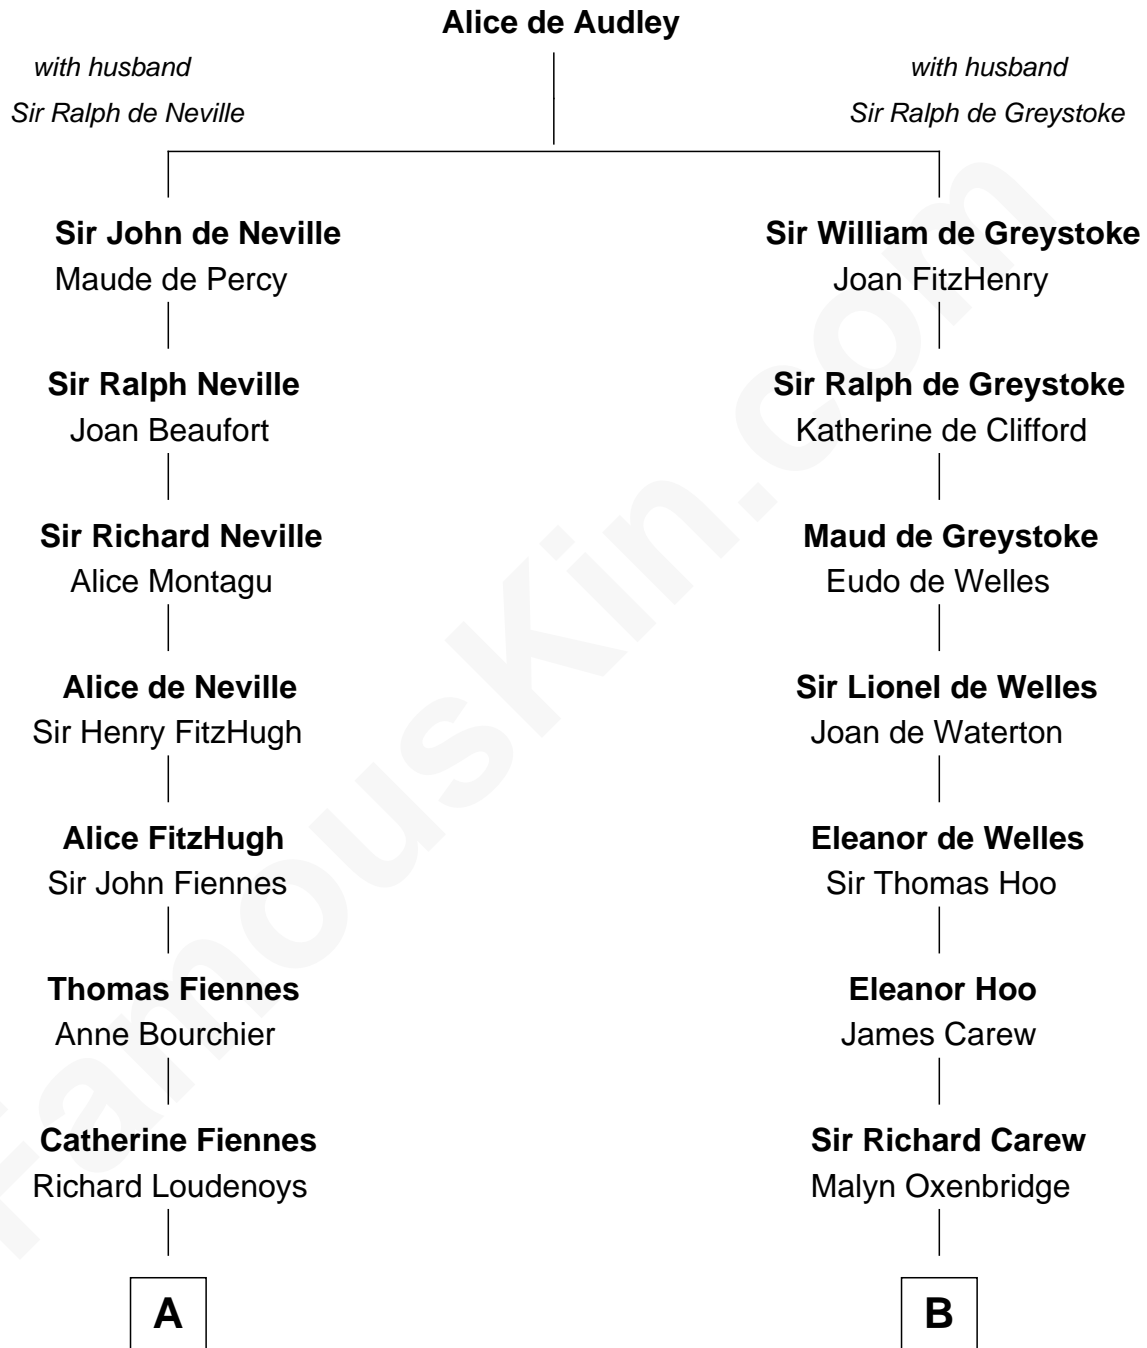 Alice de Audley
with husband
Sir Ralph de Neville
with husband
Sir Ralph de Greystoke
Sir John de Neville
Maude de Percy
Sir William de Greystoke
Joan FitzHenry
Sir Ralph Neville
Joan Beaufort
Sir Ralph de Greystoke
Katherine de Clifford
Sir Richard Neville
Alice Montagu
Maud de Greystoke
Eudo de Welles
Alice de Neville
Sir Henry FitzHugh
Sir Lionel de Welles
Joan de Waterton
Alice FitzHugh
Sir John Fiennes
Eleanor de Welles
Sir Thomas Hoo
Thomas Fiennes
Anne Bourchier
Eleanor Hoo
James Carew
Catherine Fiennes
Richard Loudenoys
Sir Richard Carew
Malyn Oxenbridge
A
B
FamousKin.com